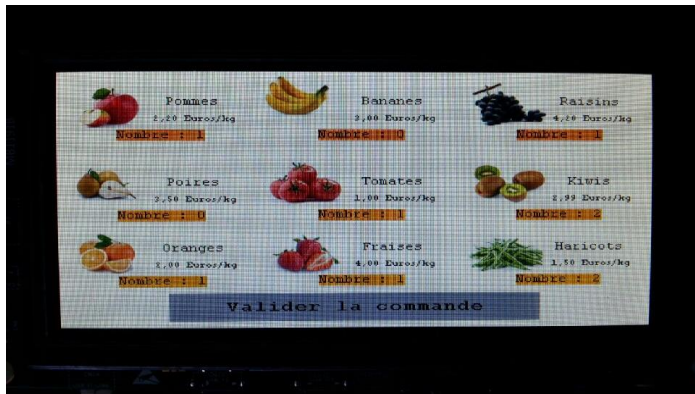 Pommes
2,20 Euros/kg
Nombre : 1
Bananes
3,00 Euros/kg
Nombre : 0
Raisins
4,20 Euros/kg
Nombre : 1
Poires
2,50 Euros/kg
Nombre : 0
Tomates
1,00 Euros/kg
Nombre : 1
Kiwis
2,99 Euros/kg
Nombre : 2
Oranges
2,00 Euros/kg
Nombre : 1
Fraises
4,00 Euros/kg
Nombre : 1
Haricots
1,50 Euros/kg
Nombre : 2
Valider la commande